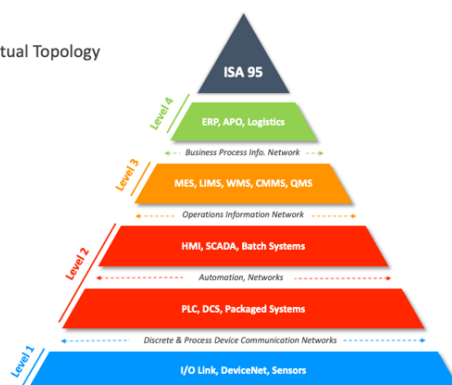 tual Topology
ISA 95
Level 4
ERP, APO, Logistics
Business Process Info. Network
Level 3
MES, LIMS, WMS, CMMS, QMS
Operations Information Network
Level 2
HMI, SCADA, Batch Systems
Automation, Networks
PLC, DCS, Packaged Systems
Discrete & Process Device Communication Networks
Level 1
I/O Link, DeviceNet, Sensors